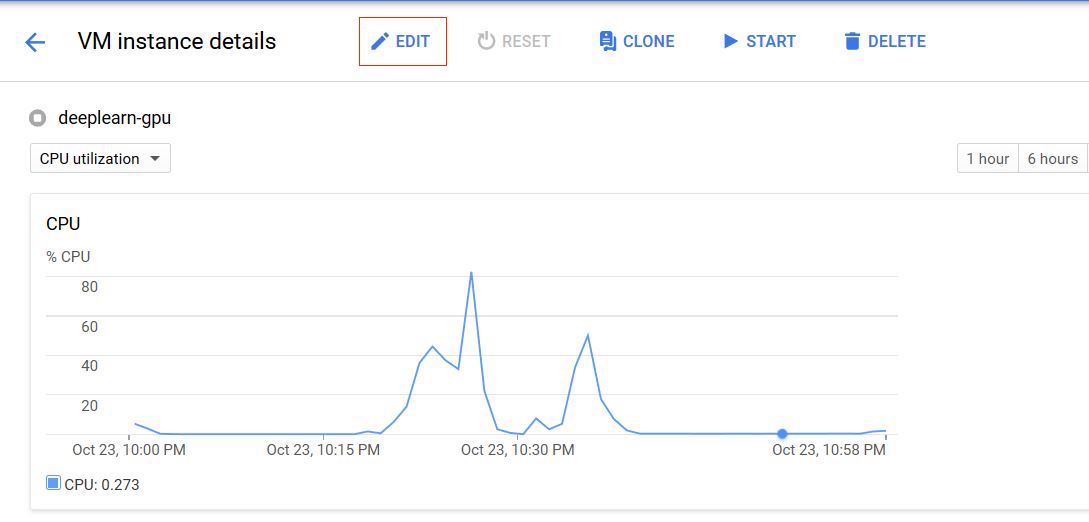 VM instance details EDIT RESET CLONE START DELETE
deeplearn-gpu
CPU utilization 1 hour 6 hours
CPU
% CPU
80
60
40
20
Oct 23, 10:00 PM Oct 23, 10:15 PM Oct 23, 10:30 PM Oct 23, 10:58 PM
CPU: 0.273